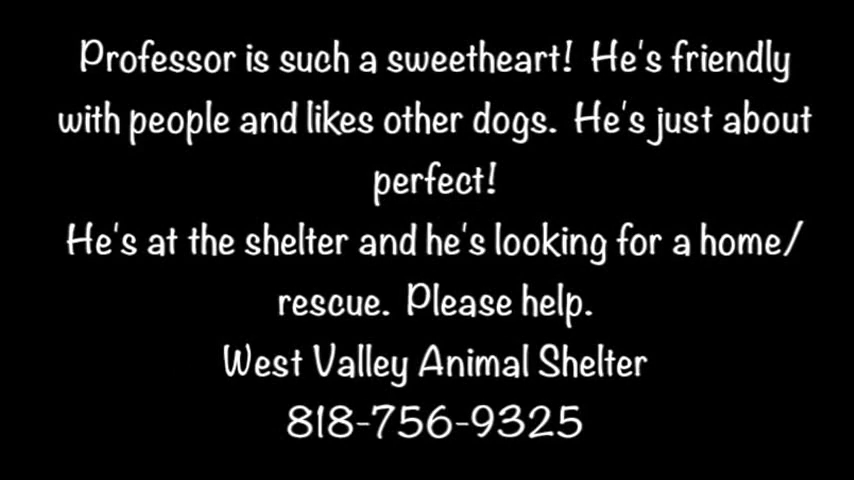 Professor is such a sweetheart! He's friendly
with people and likes other dogs. He's just about
perfect!
He's at the shelter and he's looking for a home/
rescue. Please help.
West Valley Animal Shelter
818-756-9325